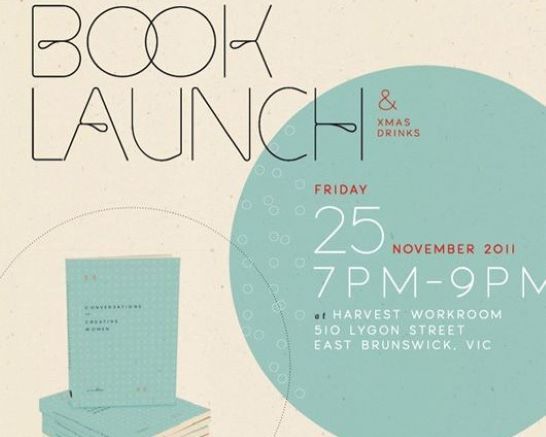 BOOK
LAUNCH
&
XMAS
DRINKS
FRIDAY
25 NOVEMBER 2011
7PM-9PM
at HARVEST WORKROOM
510 LYGON STREET
EAST BRUNSWICK, VIC
CONVERSATIONS
CREATIVE
WOMEN